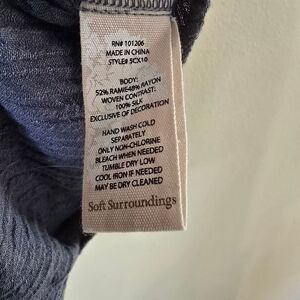 RN# 101206
MADE IN CHINA
STYLE# 5CX10
BODY:
52% RAMIE48% RAYON
WOVEN CONTRAST:
100% SILK
EXCLUSIVE OF DECORATION
HAND WASH COLD
SEPARATELY
ONLY NON-CHLORINE
BLEACH WHEN NEEDED
TUMBLE DRY LOW
COOL IRON IF NEEDED
MAY BE DRY CLEANED
Soft Surroundings